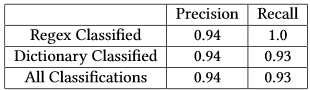 Precision Recall
Regex Classified 0.94 1.0
Dictionary Classified 0.94 0.93
All Classifications 0.94 0.93